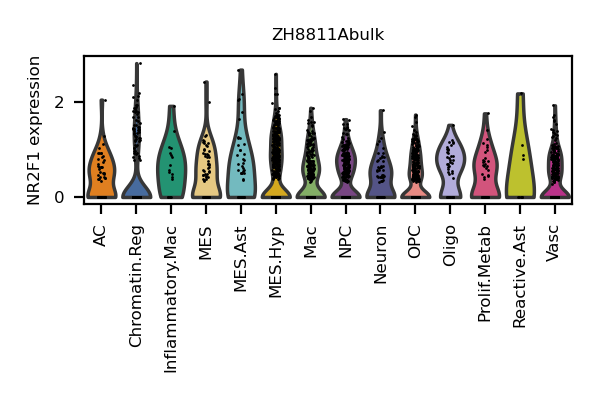 ZH8811Abulk
NR2F1 expression
2
0
AC
Chromatin.Reg
Inflammatory.Mac
MES
MES.Ast
MES.Hyp
Mac
NPC
Neuron
OPC
Oligo
Prolif.Metab
Reactive.Ast
Vasc